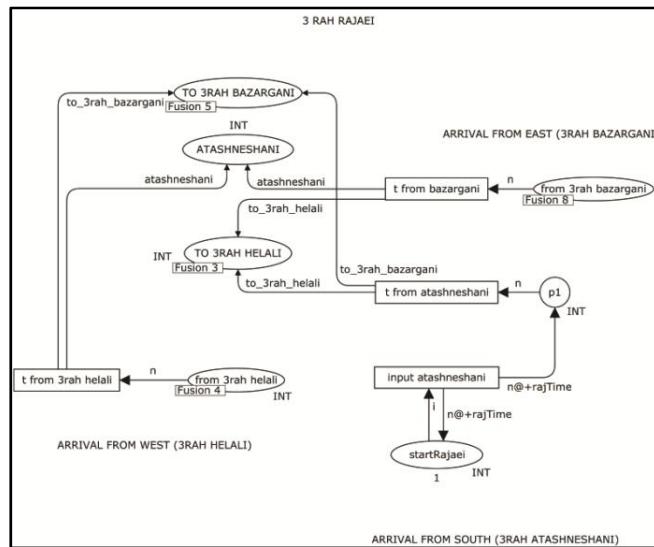 3 RAH RAJAEI
TO 3RAH BAZARGANI
Fusion 5
to_3rah_bazargani
INT
ATASHNESHANI
ARRIVAL FROM EAST (3RAH BAZARGANI
atashneshani
atashneshani
t from bazargani
n
from 3rah bazargani
Fusion 8
to_3rah_helali
TO 3RAH HELALI
INT
Fusion 3
to_3rah_bazargani
to_3rah_helali
t from atashneshani
n
p1
INT
t from 3rah helali
n
from 3rah helali
Fusion 4
INT
input atashneshani
n@+rajTime
i
n@+rajTime
ARRIVAL FROM WEST (3RAH HELALI)
startRajaei
INT
1
ARRIVAL FROM SOUTH (3RAH ATASHNESHANI)